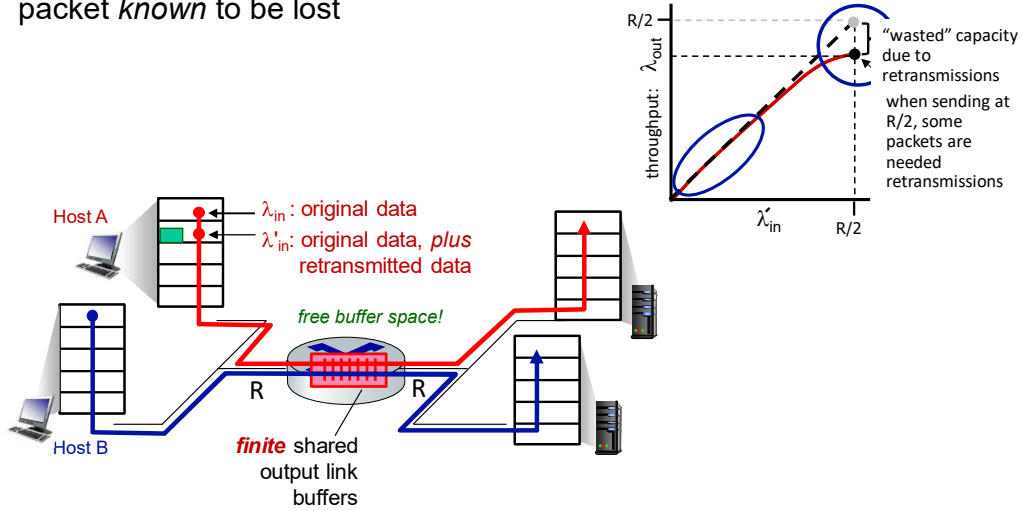 packet known to be lost
R/2
throughput: λout
"wasted" capacity
due to
retransmissions
when sending at
R/2, some
packets are
needed
retransmissions
λ'in
R/2
Host A
λin : original data
λ'in: original data, plus
retransmitted data
free buffer space!
R
R
Host B
finite shared
output link
buffers